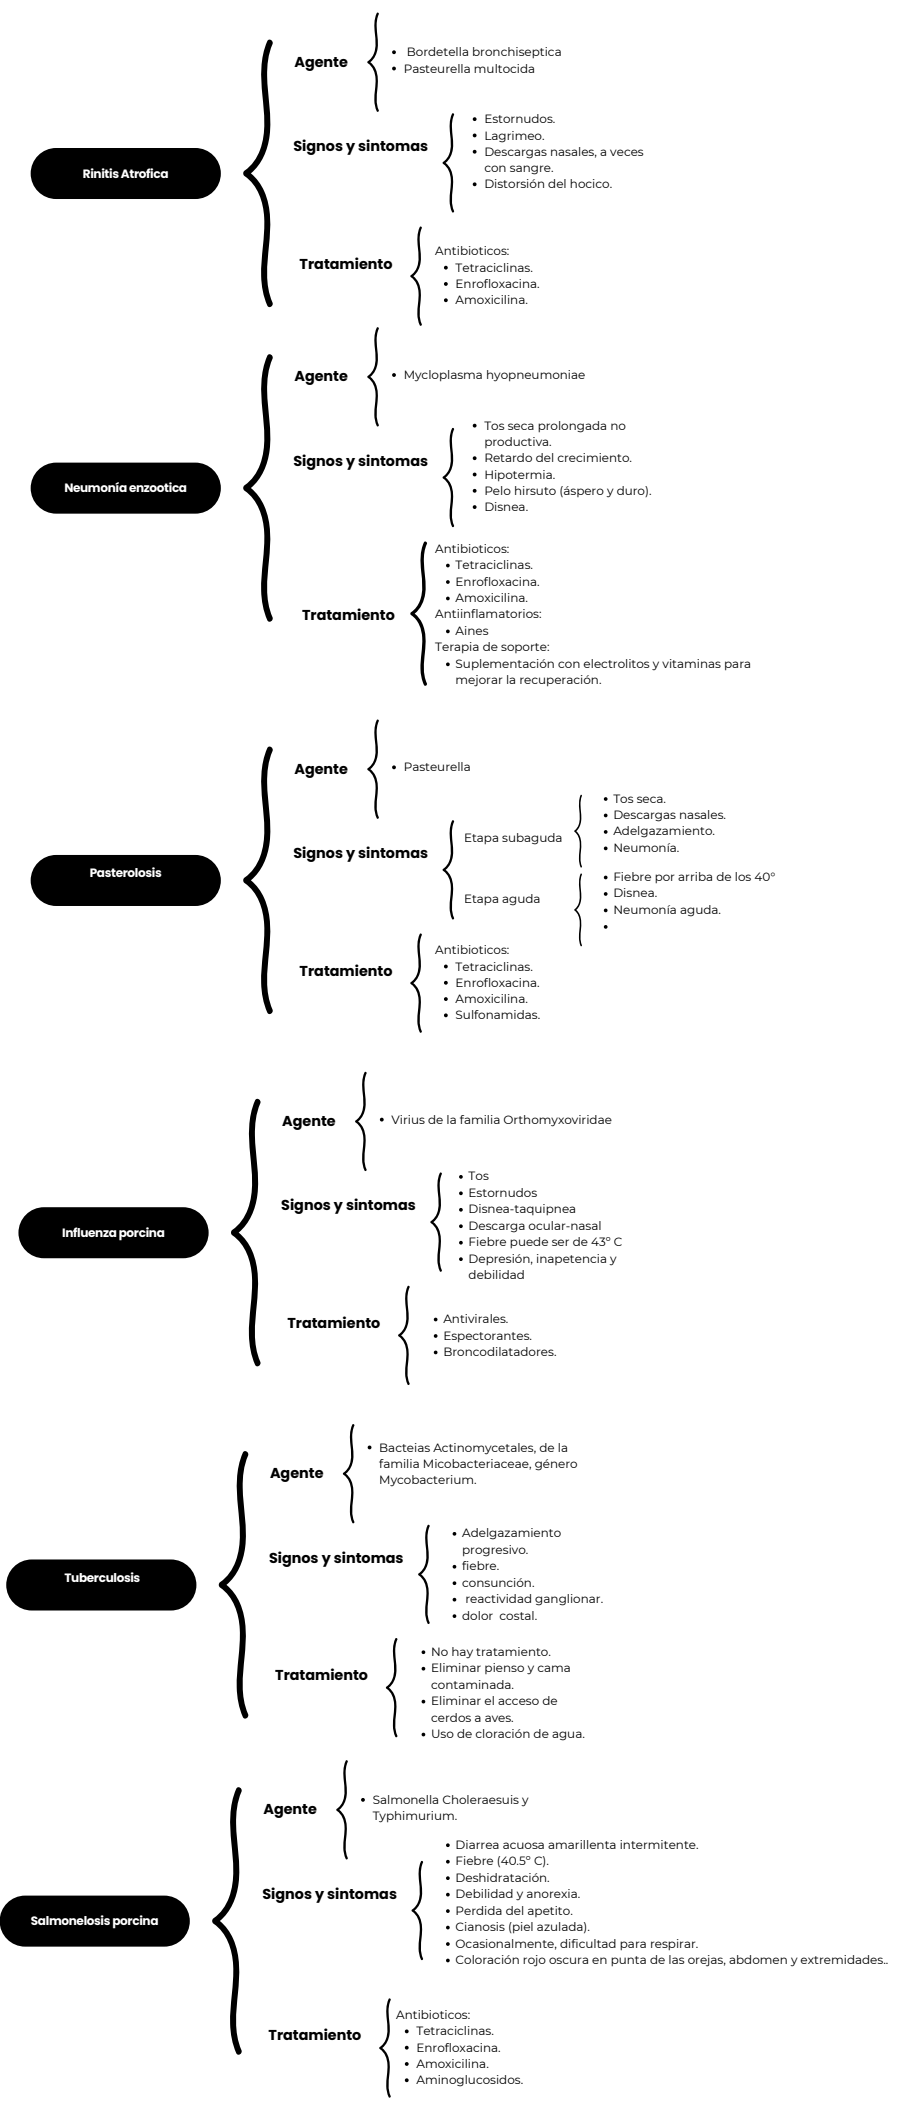 Rinitis Atrofica
Agente
Bordetella bronchiseptica
Pasteurella multocida
Signos y sintomas
Estornudos.
Lagrimeo.
Descargas nasales, a veces
con sangre.
Distorsión del hocico.
Tratamiento
Antibioticos:
Tetraciclinas.
Enrofloxacina.
Amoxicilina.
Neumonía enzootica
Agente
Mycloplasma hyopneumoniae
Signos y sintomas
Tos seca prolongada no
productiva.
Retardo del crecimiento.
Hipotermia.
Pelo hirsuto (áspero y duro).
Disnea.
Tratamiento
Antibioticos:
Tetraciclinas.
Enrofloxacina.
Amoxicilina.
Antiinflamatorios:
Aines
Terapia de soporte:
Suplementación con electrolitos y vitaminas para
mejorar la recuperación.
Pasterolosis
Agente
Pasteurella
Signos y sintomas
Etapa subaguda
Tos seca.
Descargas nasales.
Adelgazamiento.
Neumonía.
Etapa aguda
Fiebre por arriba de los 40°
Disnea.
Neumonía aguda.
Tratamiento
Antibioticos:
Tetraciclinas.
Enrofloxacina.
Amoxicilina.
Sulfonamidas.
Influenza porcina
Agente
Virius de la familia Orthomyxoviridae
Signos y sintomas
Tos
Estornudos
Disnea-taquipnea
Descarga ocular-nasal
Fiebre puede ser de 43º C
Depresión, inapetencia y
debilidad
Tratamiento
Antivirales.
Espectorantes.
Broncodilatadores.
Tuberculosis
Agente
Bacteias Actinomycetales, de la
familia Micobacteriaceae, género
Mycobacterium.
Signos y sintomas
Adelgazamiento
progresivo.
fiebre.
consunción.
reactividad ganglionar.
dolor costal.
Tratamiento
No hay tratamiento.
Eliminar pienso y cama
contaminada.
Eliminar el acceso de
cerdos a aves.
Uso de cloración de agua.
Salmonelosis porcina
Agente
Salmonella Choleraesuis y
Typhimurium.
Signos y sintomas
Diarrea acuosa amarillenta intermitente.
Fiebre (40.5º C).
Deshidratación.
Debilidad y anorexia.
Perdida del apetito.
Cianosis (piel azulada).
Ocasionalmente, dificultad para respirar.
Coloración rojo oscura en punta de las orejas, abdomen y extremidades..
Tratamiento
Antibioticos:
Tetraciclinas.
Enrofloxacina.
Amoxicilina.
Aminoglucosidos.